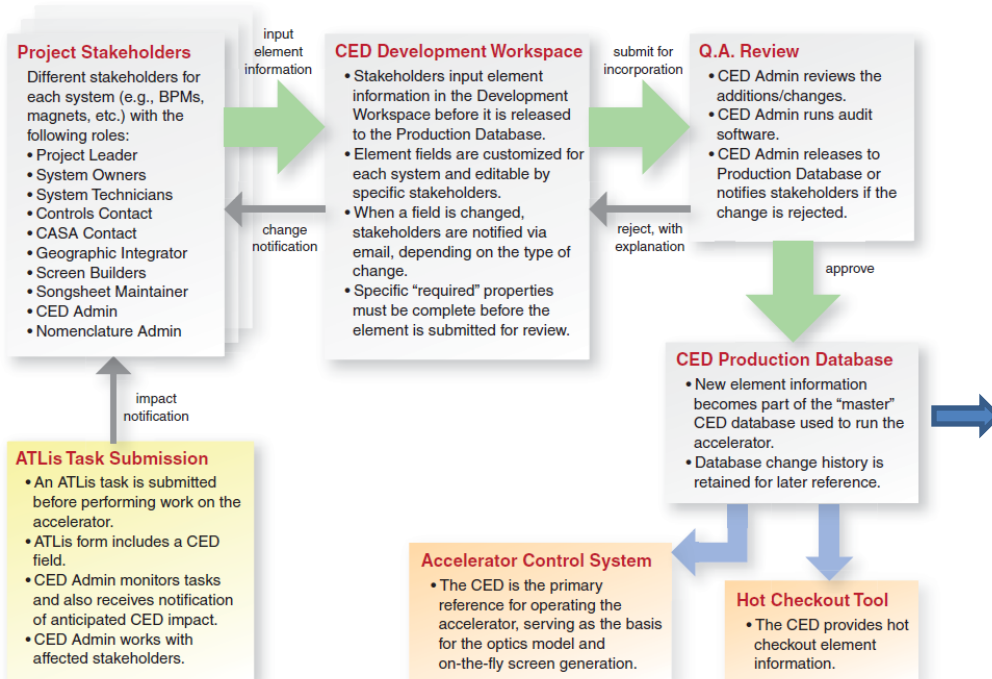 Project Stakeholders
Different stakeholders for
each system (e.g., BPMs,
magnets, etc.) with the
following roles:
• Project Leader
• System Owners
• System Technicians
• Controls Contact
• CASA Contact
• Geographic Integrator
• Screen Builders
• Songsheet Maintainer
• CED Admin
• Nomenclature Admin
input
element
information
change
notification
CED Development Workspace
• Stakeholders input element
information in the Development
Workspace before it is released
to the Production Database.
• Element fields are customized for
each system and editable by
specific stakeholders.
• When a field is changed,
stakeholders are notified via
email, depending on the type of
change.
• Specific “required” properties
must be complete before the
element is submitted for review.
submit for
incorporation
reject, with
explanation
Q.A. Review
• CED Admin reviews the
additions/changes.
• CED Admin runs audit
software.
• CED Admin releases to
Production Database or
notifies stakeholders if the
change is rejected.
approve
CED Production Database
• New element information
becomes part of the “master”
CED database used to run the
accelerator.
• Database change history is
retained for later reference.
impact
notification
ATLis Task Submission
• An ATLis task is submitted
before performing work on the
accelerator.
• ATLis form includes a CED
field.
• CED Admin monitors tasks
and also receives notification
of anticipated CED impact.
• CED Admin works with
affected stakeholders.
Accelerator Control System
• The CED is the primary
reference for operating the
accelerator, serving as the basis
for the optics model and
on-the-fly screen generation.
Hot Checkout Tool
• The CED provides hot
checkout element
information.